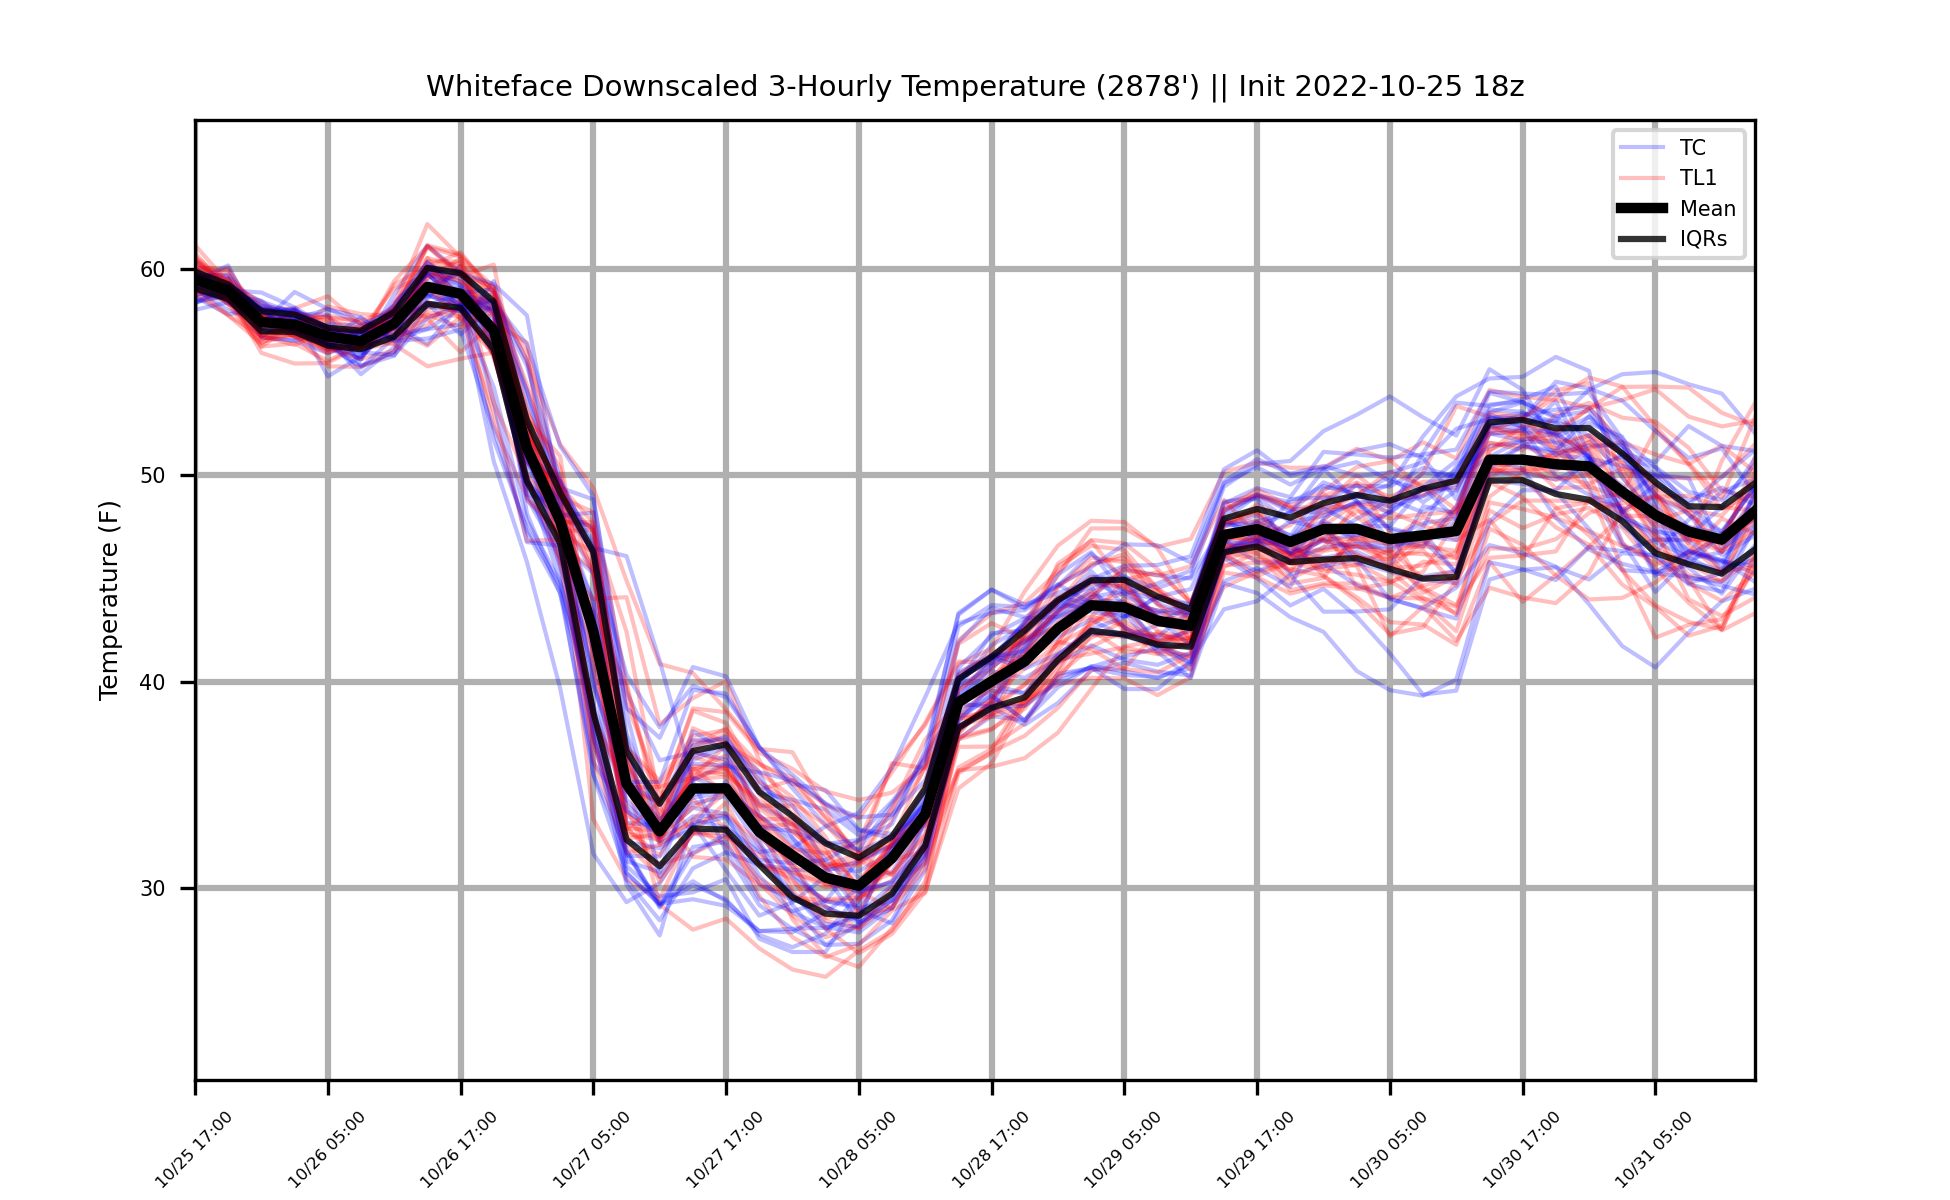 Whiteface Downscaled 3-Hourly Temperature (2878') || Init 2022-10-25 18z
TC
TL1
Mean
IQRs
Temperature (F)
60
50
40
30
10/25 17:00
10/26 05:00
10/26 17:00
10/27 05:00
10/27 17:00
10/28 05:00
10/28 17:00
10/29 05:00
10/29 17:00
10/30 05:00
10/30 17:00
10/31 05:00